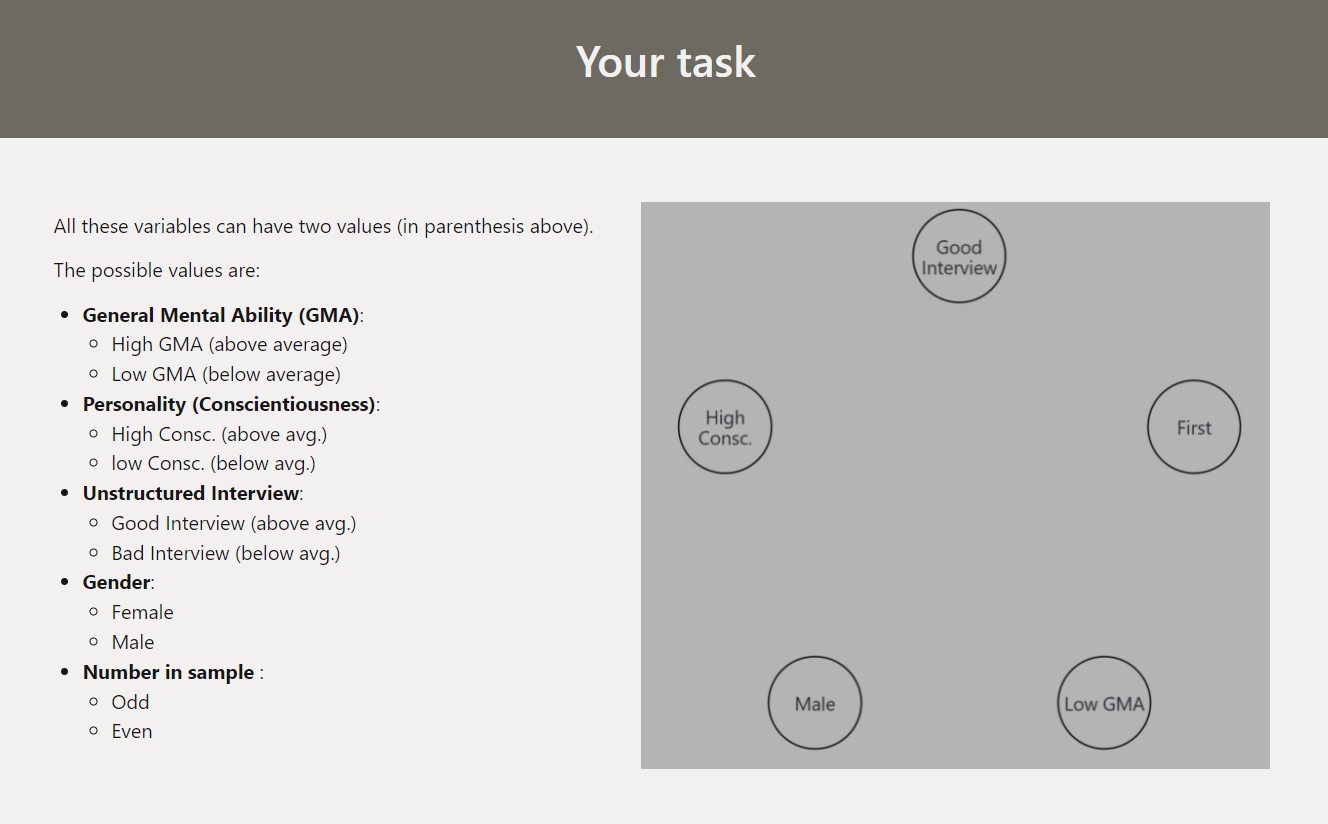 Your task
All these variables can have two values (in parenthesis above).
The possible values are:
General Mental Ability (GMA):
High GMA (above average)
Low GMA (below average)
Personality (Conscientiousness):
High Consc. (above avg.)
low Consc. (below avg.)
Unstructured Interview:
Good Interview (above avg.)
Bad Interview (below avg.)
Gender:
Female
Male
Number in sample :
Odd
Even
Good
Interview
High
Consc.
First
Male
Low GMA